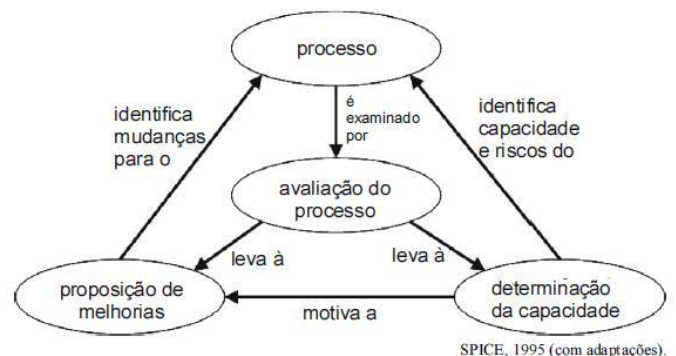 processo
identifica
mudanças
para o
é
examinado
por
identifica
capacidade
e riscos do
avaliação do
processo
leva à
leva à
proposição de
melhorias
motiva a
determinação
da capacidade
SPICE, 1995 (com adaptações).